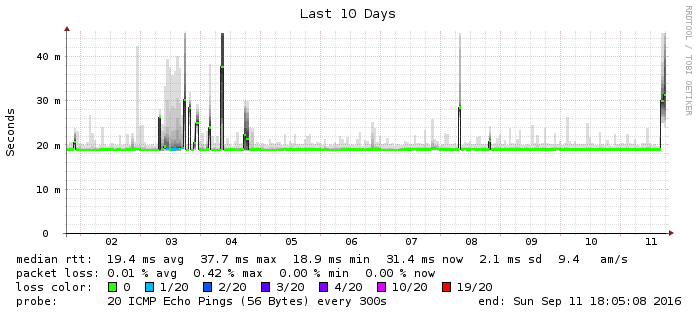 Last 10 Days
RRDTOOL / TOBI OETIKER
Seconds
40 m
30 m
20 m
10 m
0
02 03 04 05 06 07 08 09 10 11
median rtt: 19.4 ms avg 37.7 ms max 18.9 ms min 31.4 ms now 2.1 ms sd 9.4 am/s
packet loss: 0.01 % avg 0.42 % max 0.00 % min 0.00 % now
loss color: 0 1/20 2/20 3/20 4/20 10/20 19/20
probe: 20 ICMP Echo Pings (56 Bytes) every 300s end: Sun Sep 11 18:05:08 2016